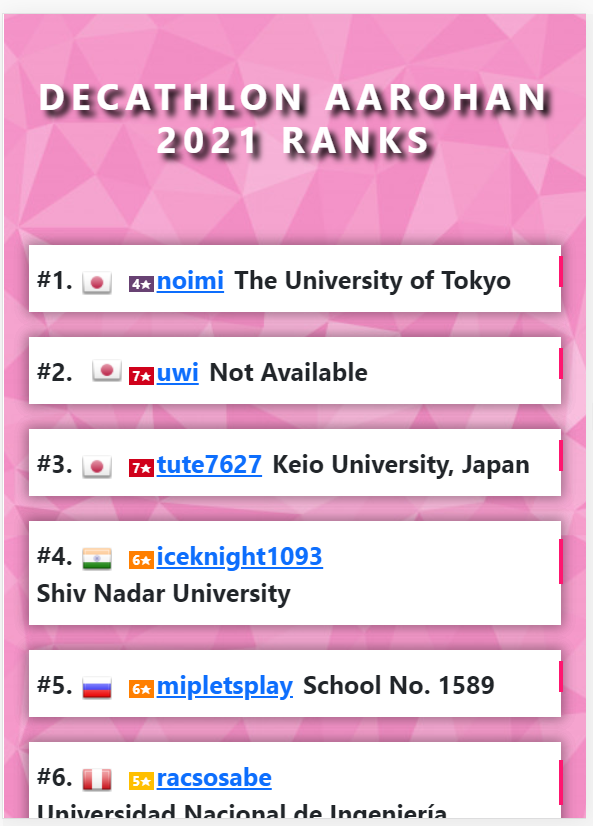 DECATHLON AAROHAN
2021 RANKS
#1. 4★ noimi The University of Tokyo
#2. 7★ uwi Not Available
#3. 7★ tute7627 Keio University, Japan
#4. 6★ iceknight1093
Shiv Nadar University
#5. 6★ mipletsplay School No. 1589
#6. 5★ racsosabe
Universidad Nacional de Ingeniería